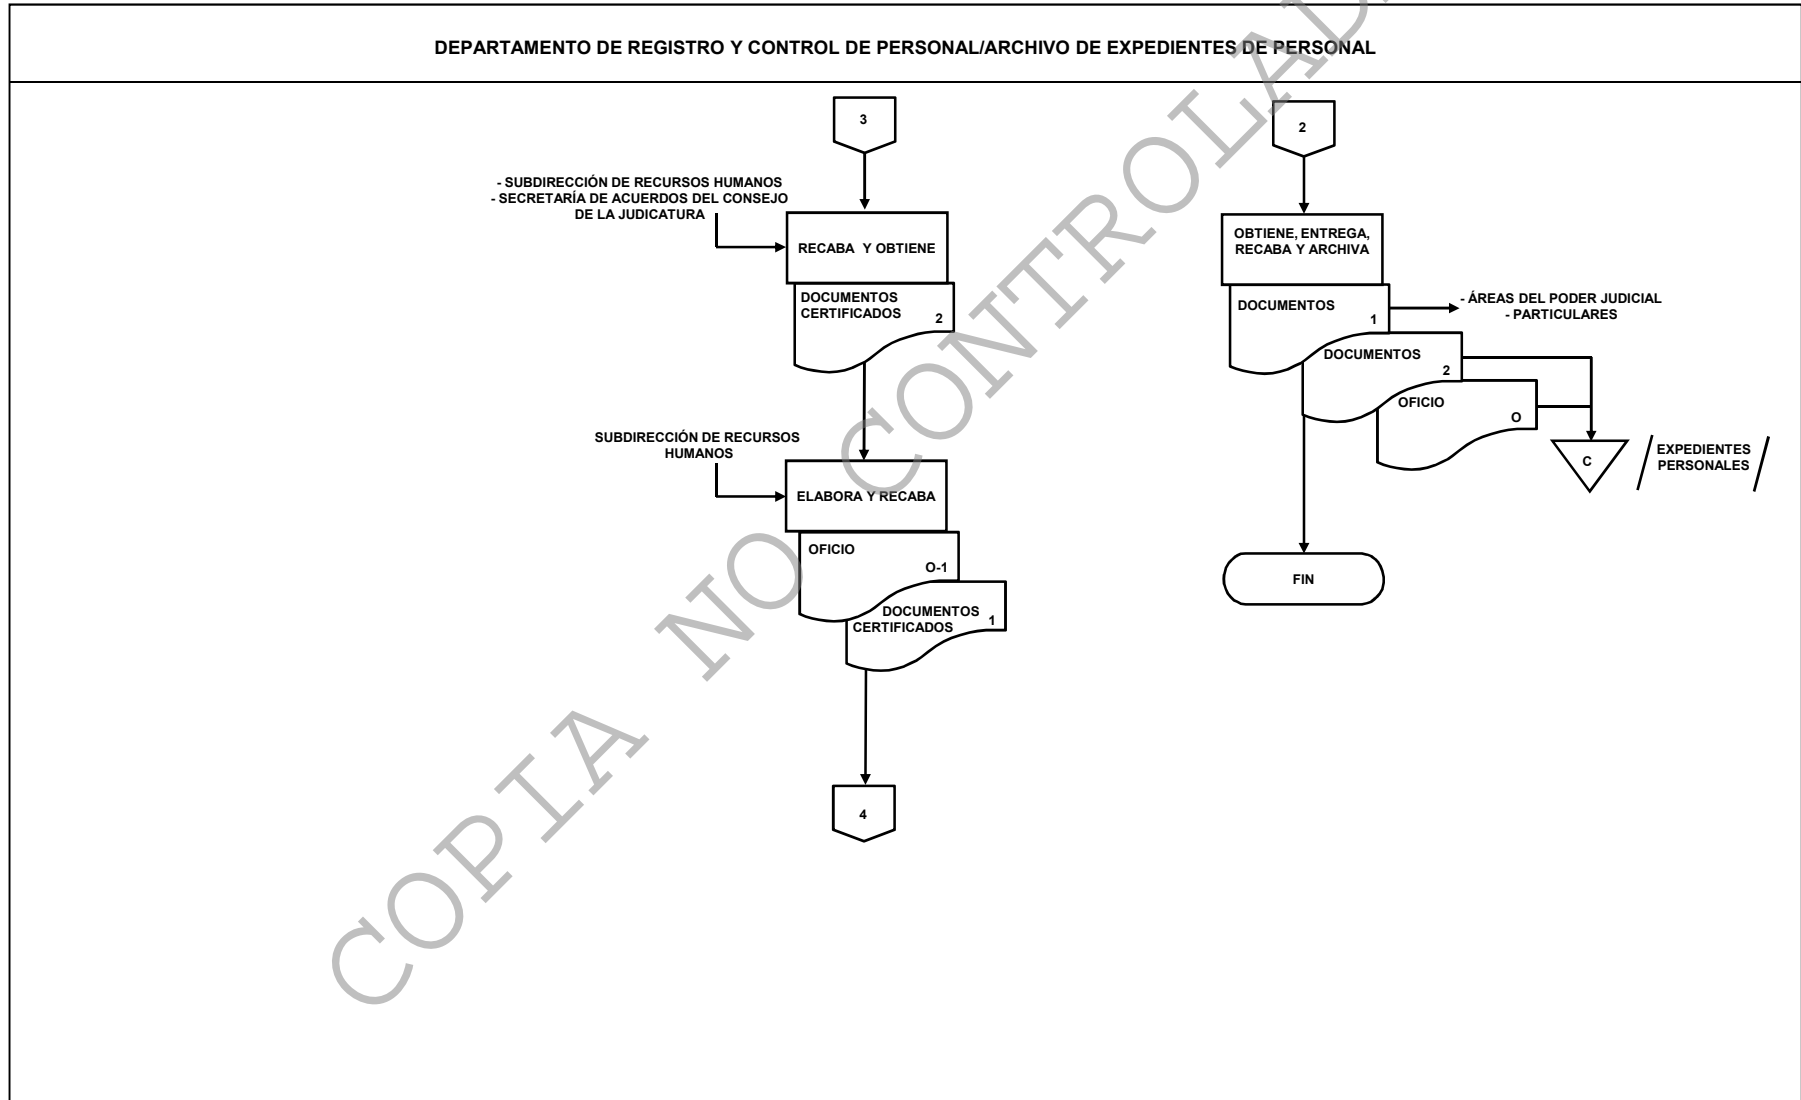 DEPARTAMENTO DE REGISTRO Y CONTROL DE PERSONAL/ARCHIVO DE EXPEDIENTES DE PERSONAL
3
- SUBDIRECCIÓN DE RECURSOS HUMANOS
- SECRETARÍA DE ACUERDOS DEL CONSEJO
DE LA JUDICATURA
RECABA Y OBTIENE
DOCUMENTOS
CERTIFICADOS
2
SUBDIRECCIÓN DE RECURSOS
HUMANOS
ELABORA Y RECABA
OFICIO
O-1
DOCUMENTOS
CERTIFICADOS
1
4
2
OBTIENE, ENTREGA,
RECABA Y ARCHIVA
DOCUMENTOS
1
- ÁREAS DEL PODER JUDICIAL
- PARTICULARES
DOCUMENTOS
2
OFICIO
O
C
EXPEDIENTES
PERSONALES
FIN
COPIA NO CONTROLAD